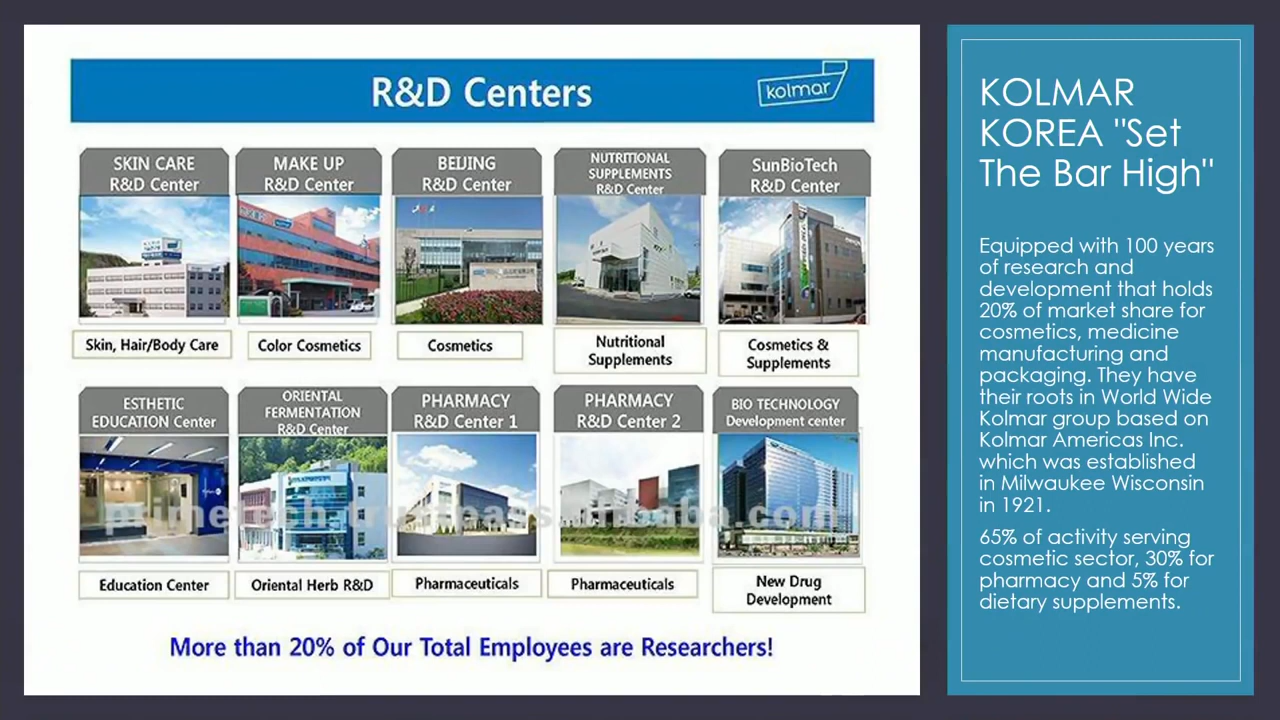 R&D Centers
kolmar
SKIN CARE
R&D Center
MAKE UP
R&D Center
BEIJING
R&D Center
NUTRITIONAL
SUPPLEMENTS
R&D Center
SunBioTech
R&D Center
Skin, Hair/Body Care
Color Cosmetics
Cosmetics
Nutritional
Supplements
Cosmetics &
Supplements
ESTHETIC
EDUCATION Center
ORIENTAL
FERMENTATION
R&D Center
PHARMACY
R&D Center 1
PHARMACY
R&D Center 2
BIO TECHNOLOGY
Development center
Education Center
Oriental Herb R&D
Pharmaceuticals
Pharmaceuticals
New Drug
Development
More than 20% of Our Total Employees are Researchers!
KOLMAR
KOREA "Set
The Bar High"
Equipped with 100 years
of research and
development that holds
20% of market share for
cosmetics, medicine
manufacturing and
packaging. They have
their roots in World Wide
Kolmar group based on
Kolmar Americas Inc.
which was established
in Milwaukee Wisconsin
in 1921.
65% of activity serving
cosmetic sector, 30% for
pharmacy and 5% for
dietary supplements.